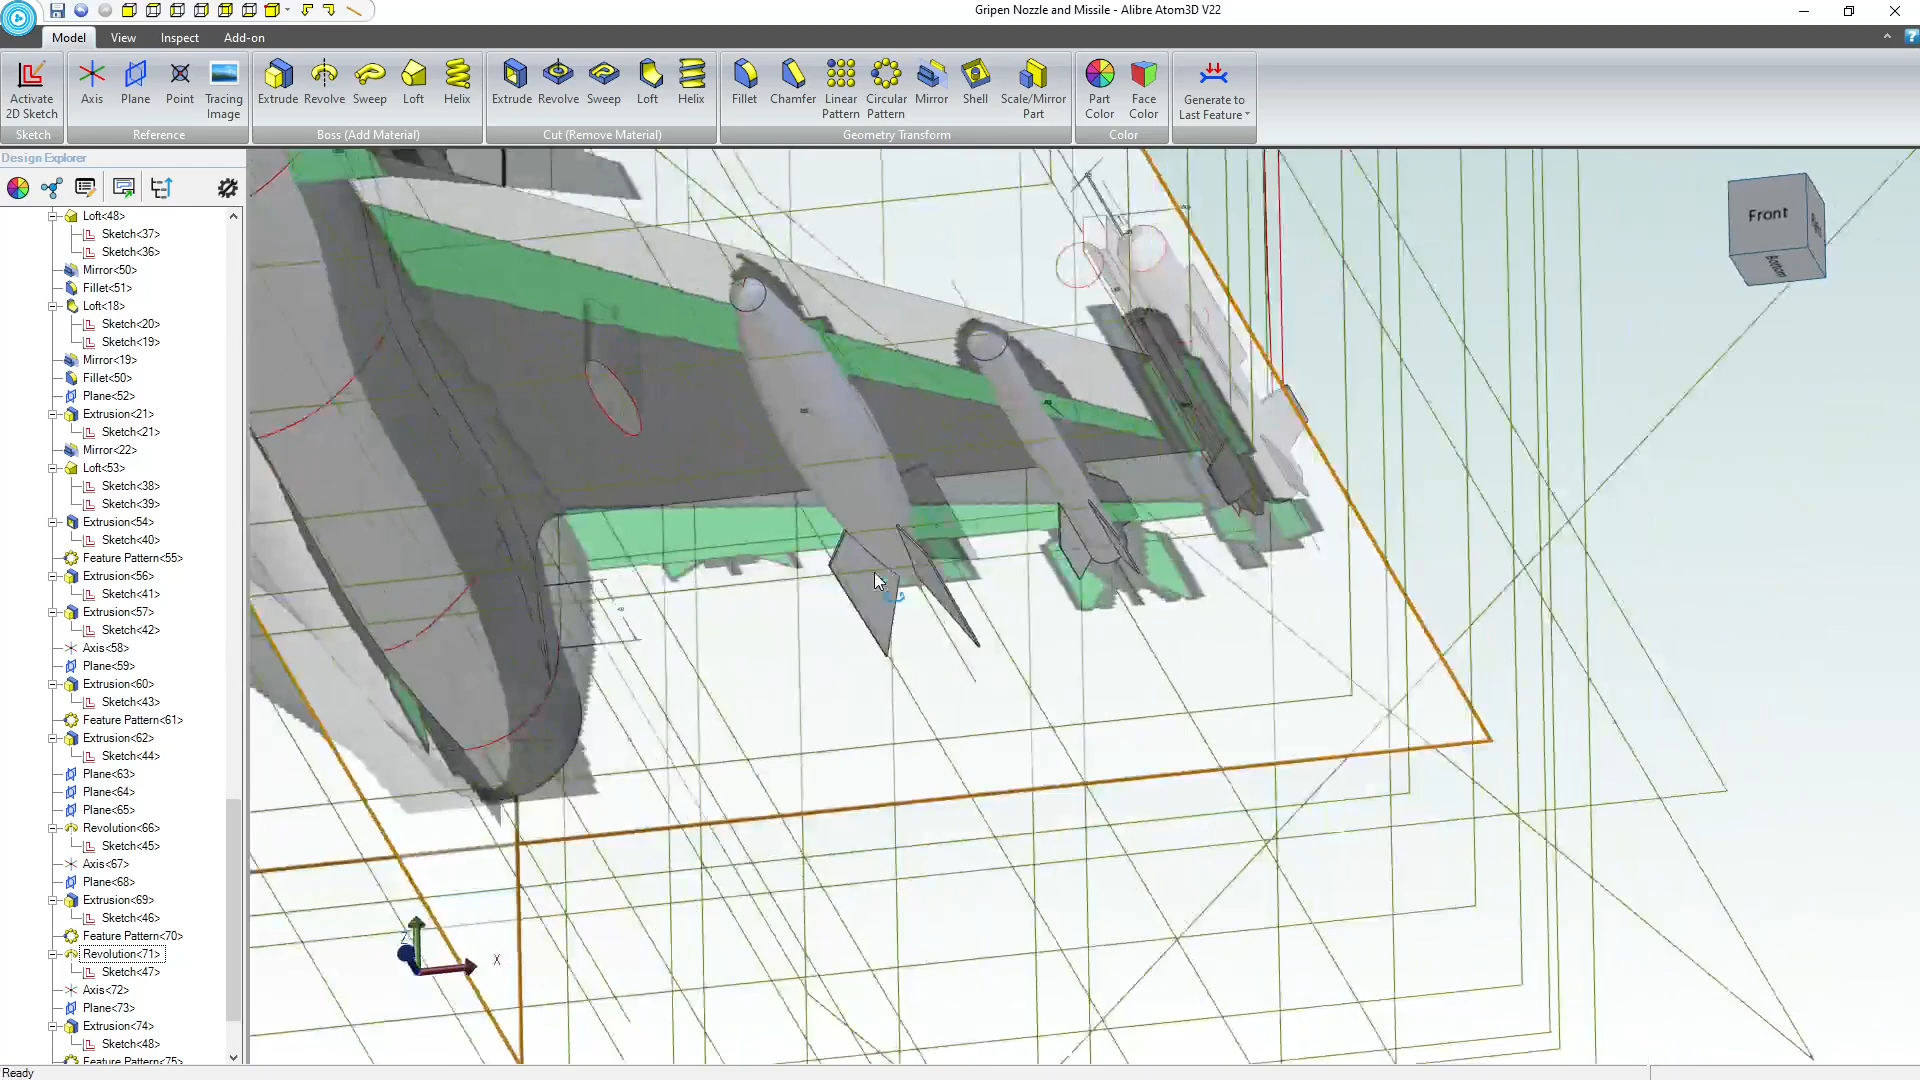 Gripen Nozzle and Missile - Alibre Atom3D V22
Model View Inspect Add-on
Activate 2D Sketch
Axis Plane Point Tracing Image
Extrude Revolve Sweep Loft Helix
Extrude Revolve Sweep Loft Helix
Fillet Chamfer Linear Pattern Circular Pattern Mirror Shell Scale/Mirror Part
Part Color Face Color
Generate to Last Feature
Sketch Reference Boss (Add Material) Cut (Remove Material) Geometry Transform Color
Design Explorer
Loft<48>
Sketch<37>
Sketch<36>
Mirror<50>
Fillet<51>
Loft<18>
Sketch<20>
Sketch<19>
Mirror<19>
Fillet<50>
Plane<52>
Extrusion<21>
Sketch<21>
Mirror<22>
Loft<53>
Sketch<38>
Sketch<39>
Extrusion<54>
Sketch<40>
Feature Pattern<55>
Extrusion<56>
Sketch<41>
Extrusion<57>
Sketch<42>
Axis<58>
Plane<59>
Extrusion<60>
Sketch<43>
Feature Pattern<61>
Extrusion<62>
Sketch<44>
Plane<63>
Plane<64>
Plane<65>
Revolution<66>
Sketch<45>
Axis<67>
Plane<68>
Extrusion<69>
Sketch<46>
Feature Pattern<70>
Revolution<71>
Sketch<47>
Axis<72>
Plane<73>
Extrusion<74>
Sketch<48>
Feature Pattern<75>
Front
Bottom
Z
X
Ready